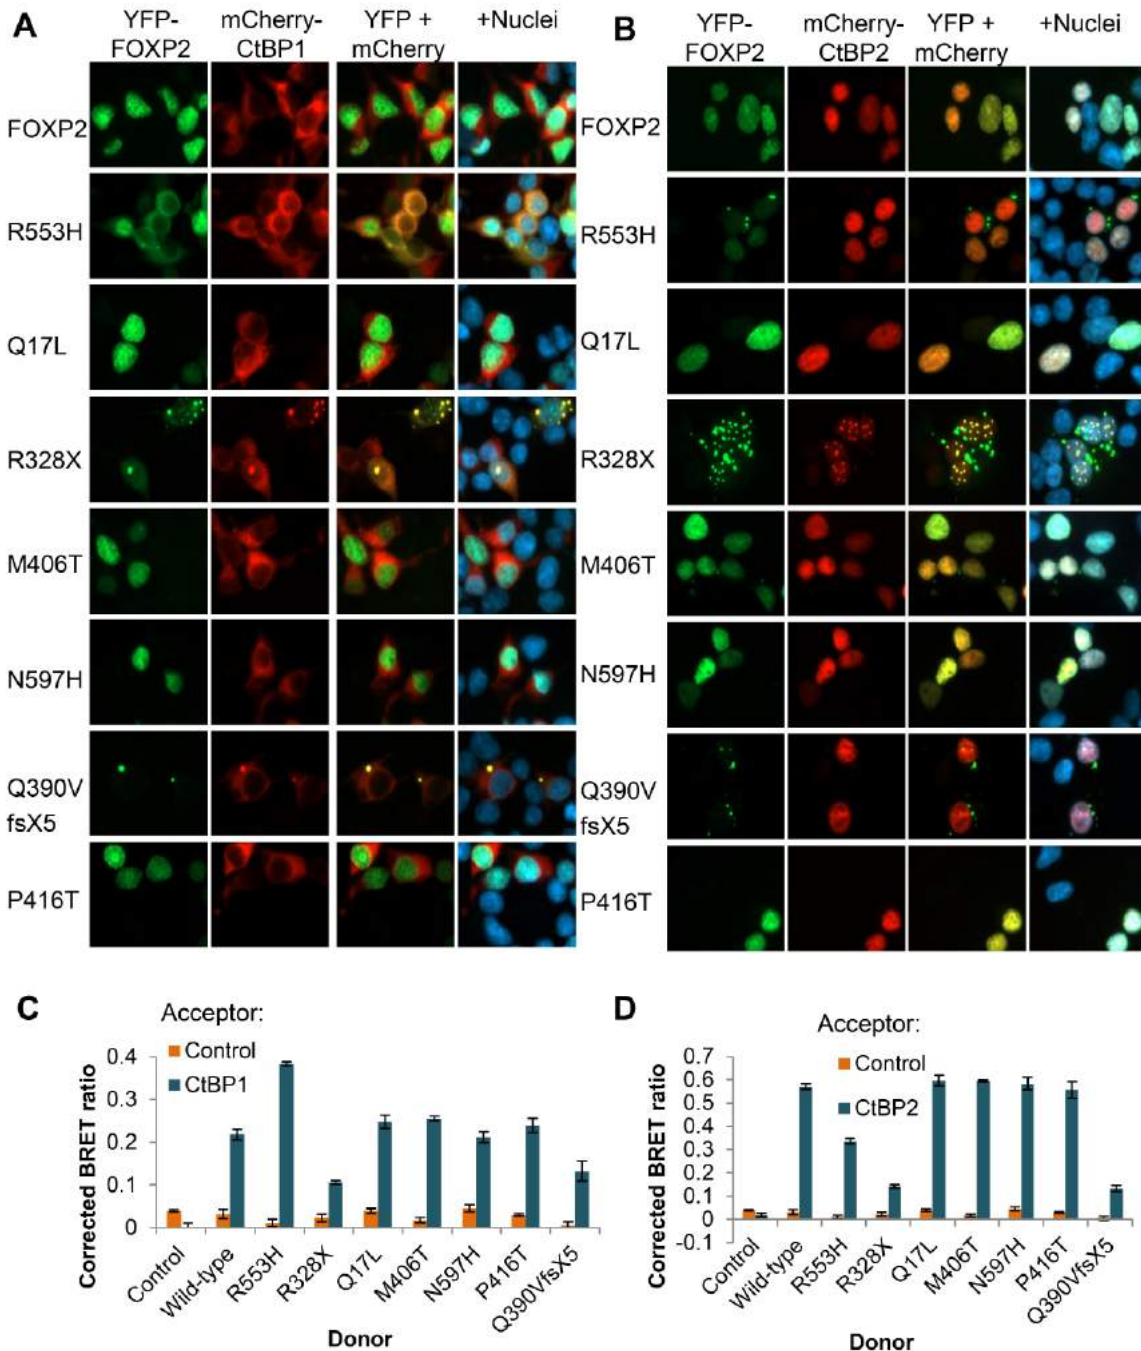 A
YFP-
FOXP2
mCherry-
CtBP1
YFP +
mCherry
+Nuclei
FOXP2
R553H
Q17L
R328X
M406T
N597H
Q390V
fsX5
P416T
B
YFP-
FOXP2
mCherry-
CtBP2
YFP +
mCherry
+Nuclei
FOXP2
R553H
Q17L
R328X
M406T
N597H
Q390V
fsX5
P416T
C
Acceptor:
Control
CtBP1
Corrected BRET ratio
0.4
0.3
0.2
0.1
0
Control
Wild-type
R553H
R328X
Q17L
M406T
N597H
P416T
Q390VfsX5
Donor
D
Acceptor:
Control
CtBP2
Corrected BRET ratio
0.7
0.6
0.5
0.4
0.3
0.2
0.1
0
-0.1
Control
Wild-type
R553H
R328X
Q17L
M406T
N597H
P416T
Q390VfsX5
Donor